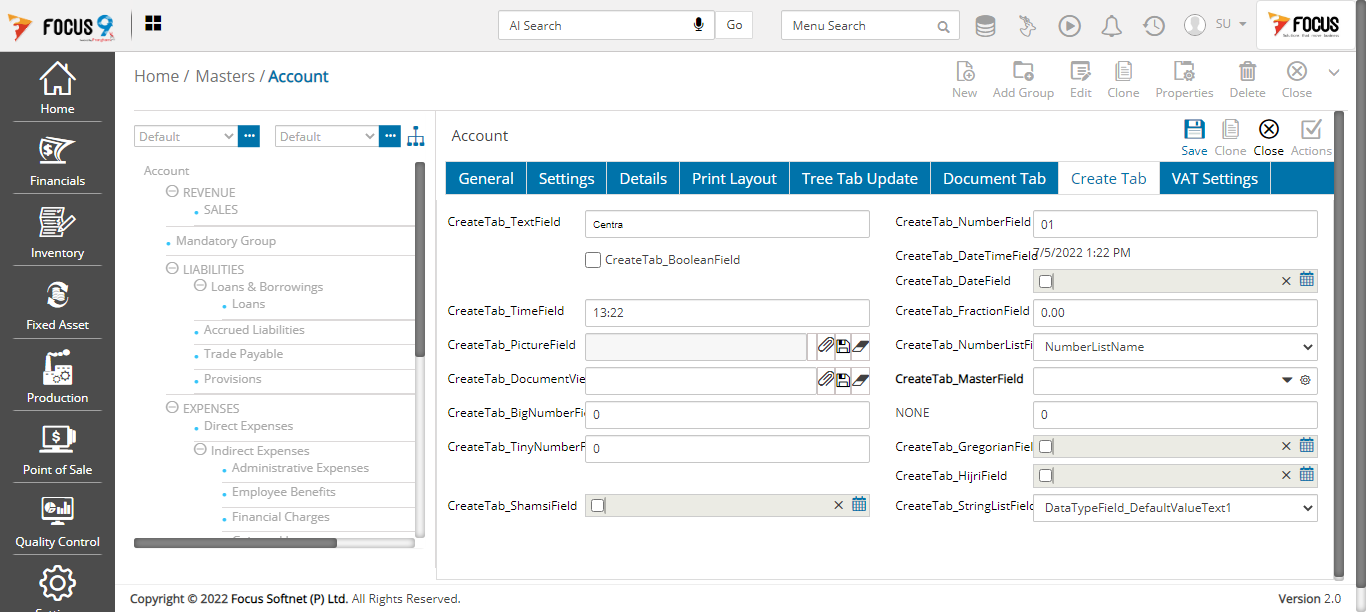 FOCUS 9
AI Search
Go
Menu Search
SU
FOCUS
Home / Masters / Account
New
Add Group
Edit
Clone
Properties
Delete
Close
Home
Financials
Inventory
Fixed Asset
Production
Point of Sale
Quality Control
Default
Default
Account
REVENUE
SALES
Mandatory Group
LIABILITIES
Loans & Borrowings
Loans
Accrued Liabilities
Trade Payable
Provisions
EXPENSES
Direct Expenses
Indirect Expenses
Administrative Expenses
Employee Benefits
Financial Charges
Account
Save
Clone
Close
Actions
General
Settings
Details
Print Layout
Tree Tab Update
Document Tab
Create Tab
VAT Settings
CreateTab_TextField
Centra
CreateTab_NumberField
01
CreateTab_BooleanField
CreateTab_DateTimeField
7/5/2022 1:22 PM
CreateTab_DateField
CreateTab_TimeField
13:22
CreateTab_FractionField
0.00
CreateTab_PictureField
CreateTab_NumberListFi
NumberListName
CreateTab_DocumentVie
CreateTab_MasterField
CreateTab_BigNumberFi
0
NONE
0
CreateTab_TinyNumberF
0
CreateTab_GregorianFiel
CreateTab_HijriField
CreateTab_ShamsiField
CreateTab_StringListField
DataTypeField_DefaultValueText1
Copyright © 2022 Focus Softnet (P) Ltd. All Rights Reserved.
Version 2.0